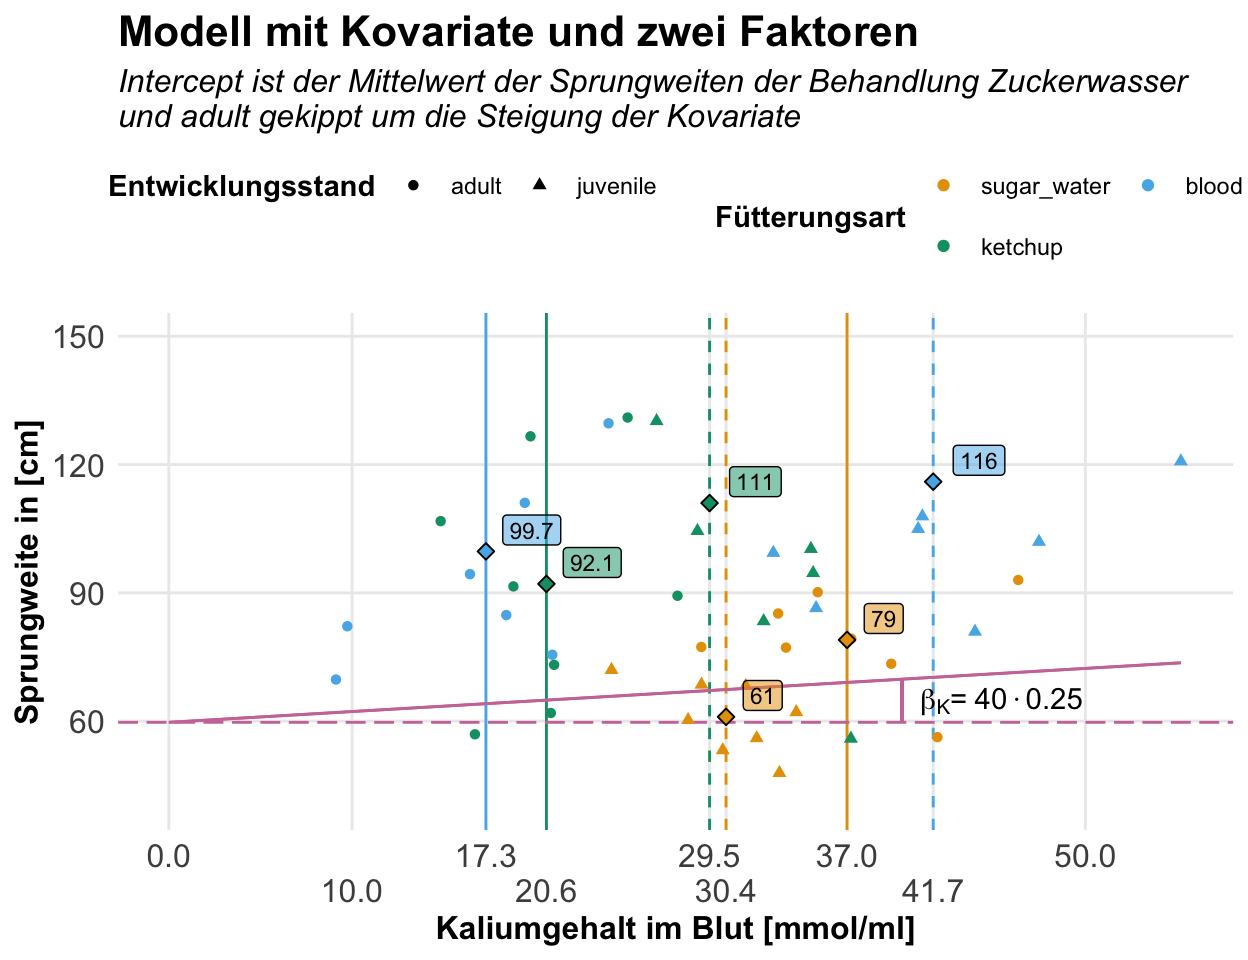 Modell mit Kovariate und zwei Faktoren
Intercept ist der Mittelwert der Sprungweiten der Behandlung Zuckerwasser
und adult gekippt um die Steigung der Kovariate
Entwicklungsstand adult juvenile
Fütterungsart
sugar_water blood
ketchup
Sprungweite in [cm]
150
120
90
60
116
111
99.7
92.1
79
61
βK= 40 · 0.25
0.0 17.3 29.5 37.0 50.0
10.0 20.6 30.4 41.7
Kaliumgehalt im Blut [mmol/ml]